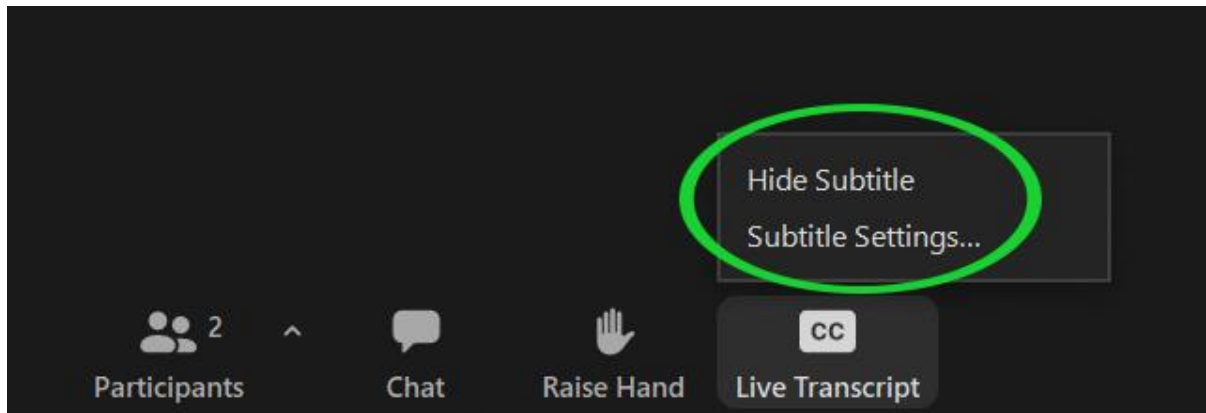 Hide Subtitle
Subtitle Settings...
2
CC
Participants
Chat
Raise Hand
Live Transcript